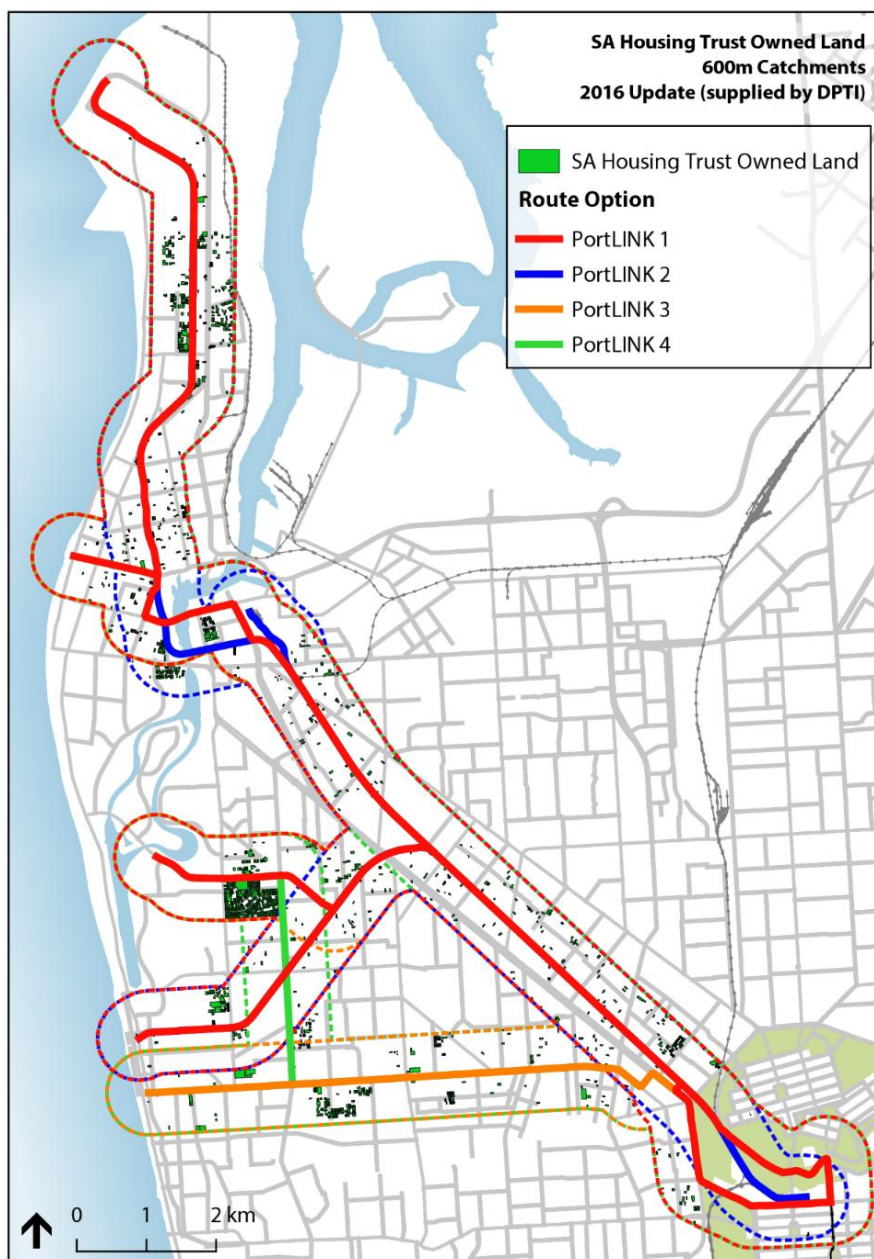 SA Housing Trust Owned Land
600m Catchments
2016 Update (supplied by DPTI)
SA Housing Trust Owned Land
Route Option
PortLINK 1
PortLINK 2
PortLINK 3
PortLINK 4
0 1 2 km